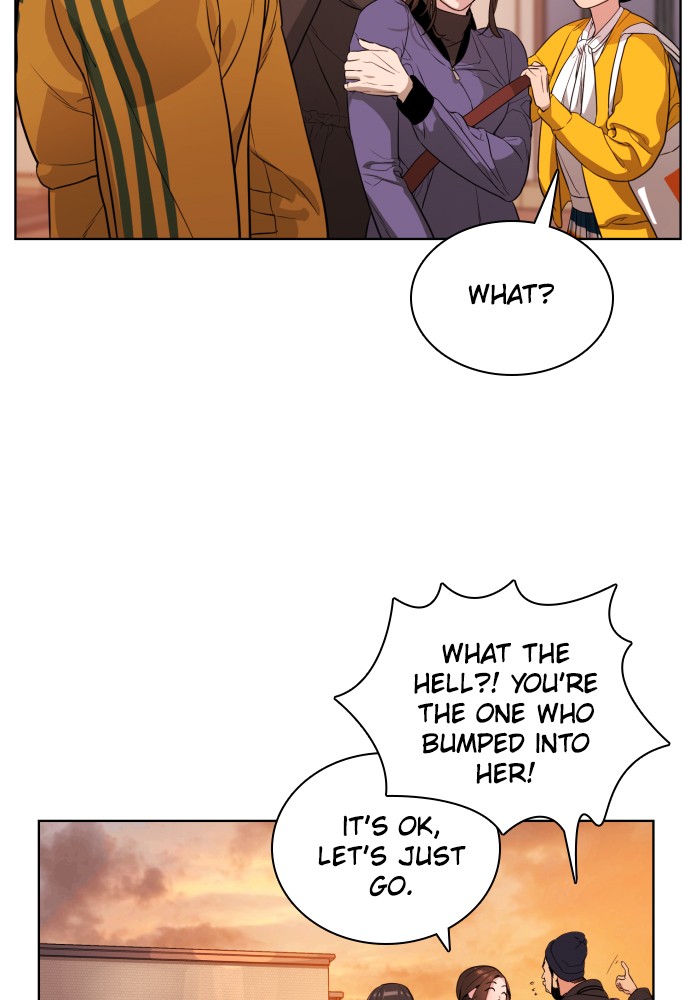 WHAT?
WHAT THE
HELL?! YOU'RE
THE ONE WHO
BUMPED INTO
HER!
IT'S OK,
LET'S JUST
GO.